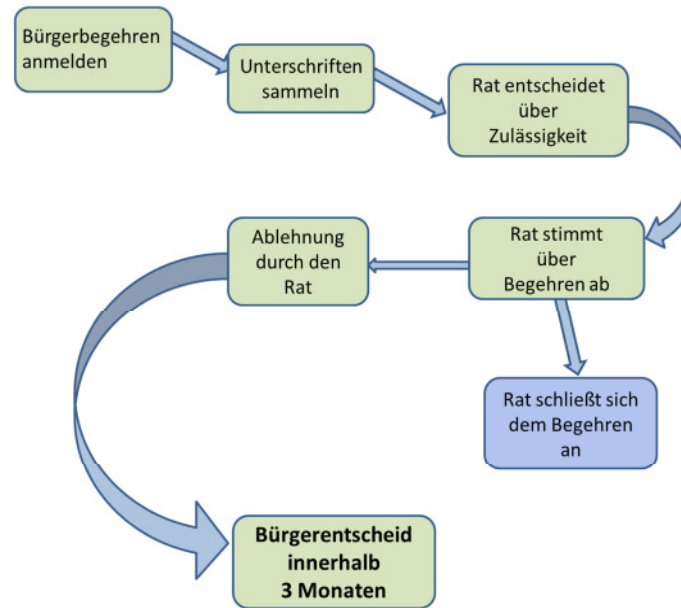 Bürgerbegehren
anmelden
Unterschriften
sammeln
Rat entscheidet
über
Zulässigkeit
Rat stimmt
über
Begehren ab
Ablehnung
durch den
Rat
Rat schließt sich
dem Begehren
an
Bürgerentscheid
innerhalb
3 Monaten